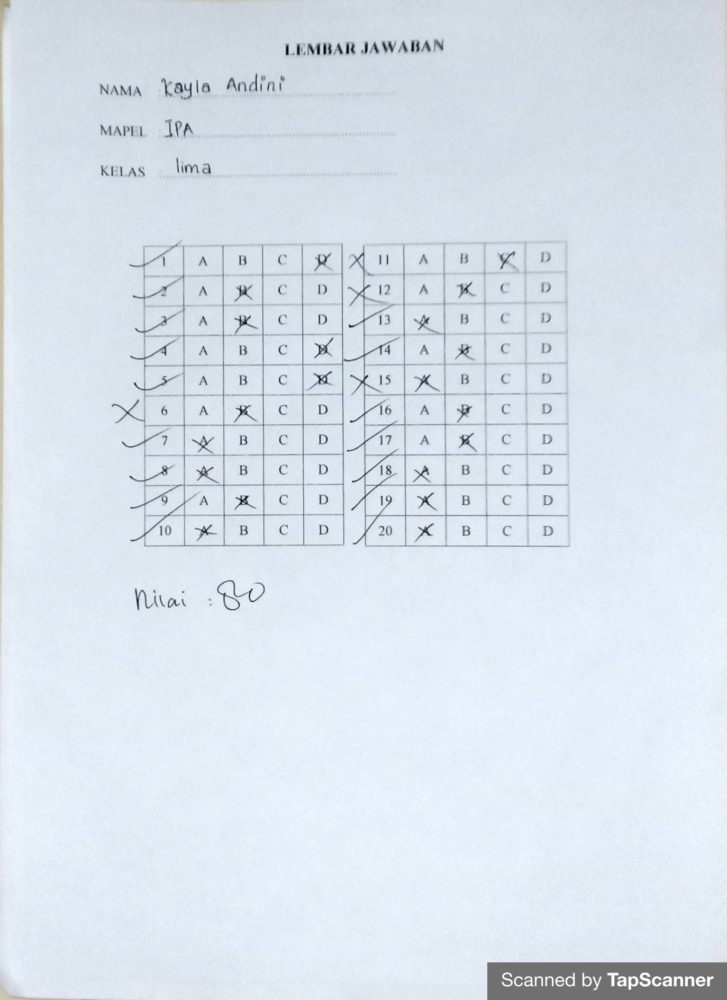 LEMBAR JAWABAN
NAMA : Kayla Andini
MAPEL : IPA
KELAS : lima
1 A B C D
2 A B C D
3 A B C D
4 A B C D
5 A B C D
6 A B C D
7 A B C D
8 A B C D
9 A B C D
10 A B C D
11 A B C D
12 A B C D
13 A B C D
14 A B C D
15 A B C D
16 A B C D
17 A B C D
18 A B C D
19 A B C D
20 A B C D
Nilai : 80
Scanned by TapScanner